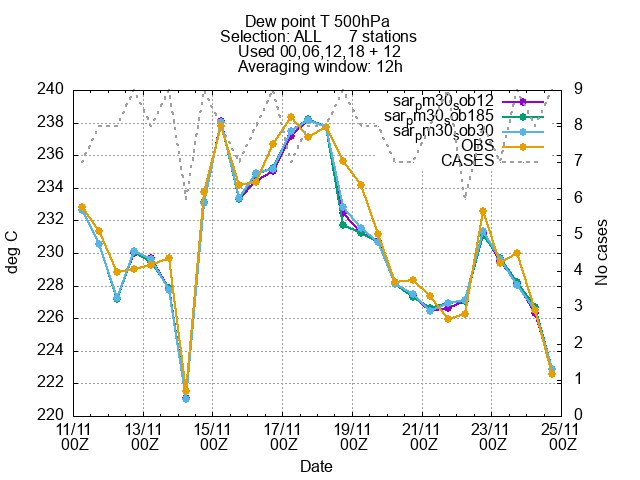 Dew point T 500hPa
Selection: ALL 7 stations
Used 00,06,12,18 + 12
Averaging window: 12h
sarpm30sob12
sarpm30sob185
sarpm30sob30
OBS
CASES
240
238
236
234
232
230
228
226
224
222
220
deg C
9
8
7
6
5
4
3
2
1
0
No cases
11/11 13/11 15/11 17/11 19/11 21/11 23/11 25/11
00Z 00Z 00Z 00Z 00Z 00Z 00Z 00Z
Date